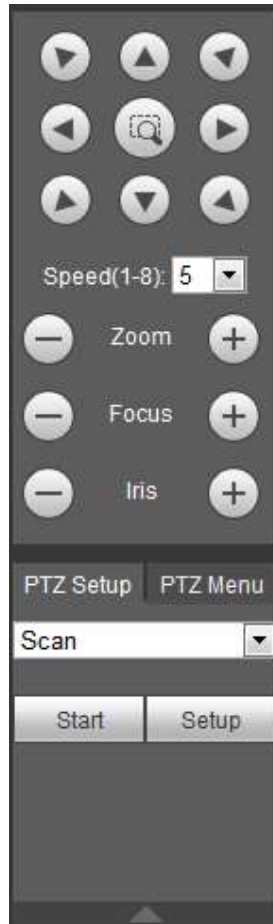 Speed(1-8): 5
Zoom
Focus
Iris
PTZ Setup PTZ Menu
Scan
Start Setup